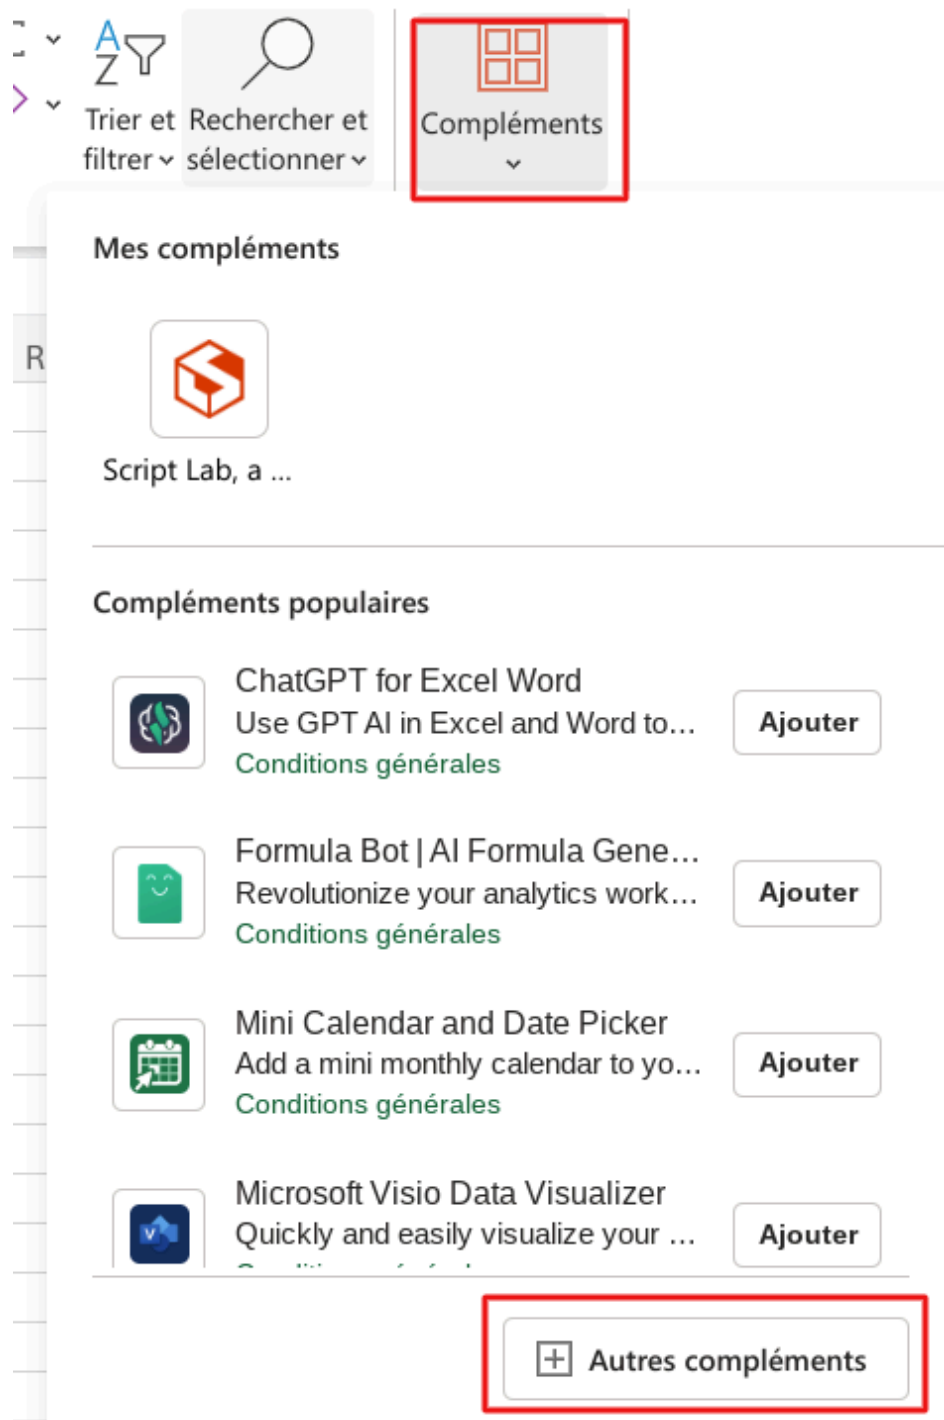 Trier et
filtrer
Rechercher et
sélectionner
Compléments
Mes compléments
R
Script Lab, a ...
Compléments populaires
ChatGPT for Excel Word
Use GPT AI in Excel and Word to...
Conditions générales
Ajouter
Formula Bot | AI Formula Gene...
Revolutionize your analytics work...
Conditions générales
Ajouter
Mini Calendar and Date Picker
Add a mini monthly calendar to yo...
Conditions générales
Ajouter
Microsoft Visio Data Visualizer
Quickly and easily visualize your ...
Ajouter
Autres compléments